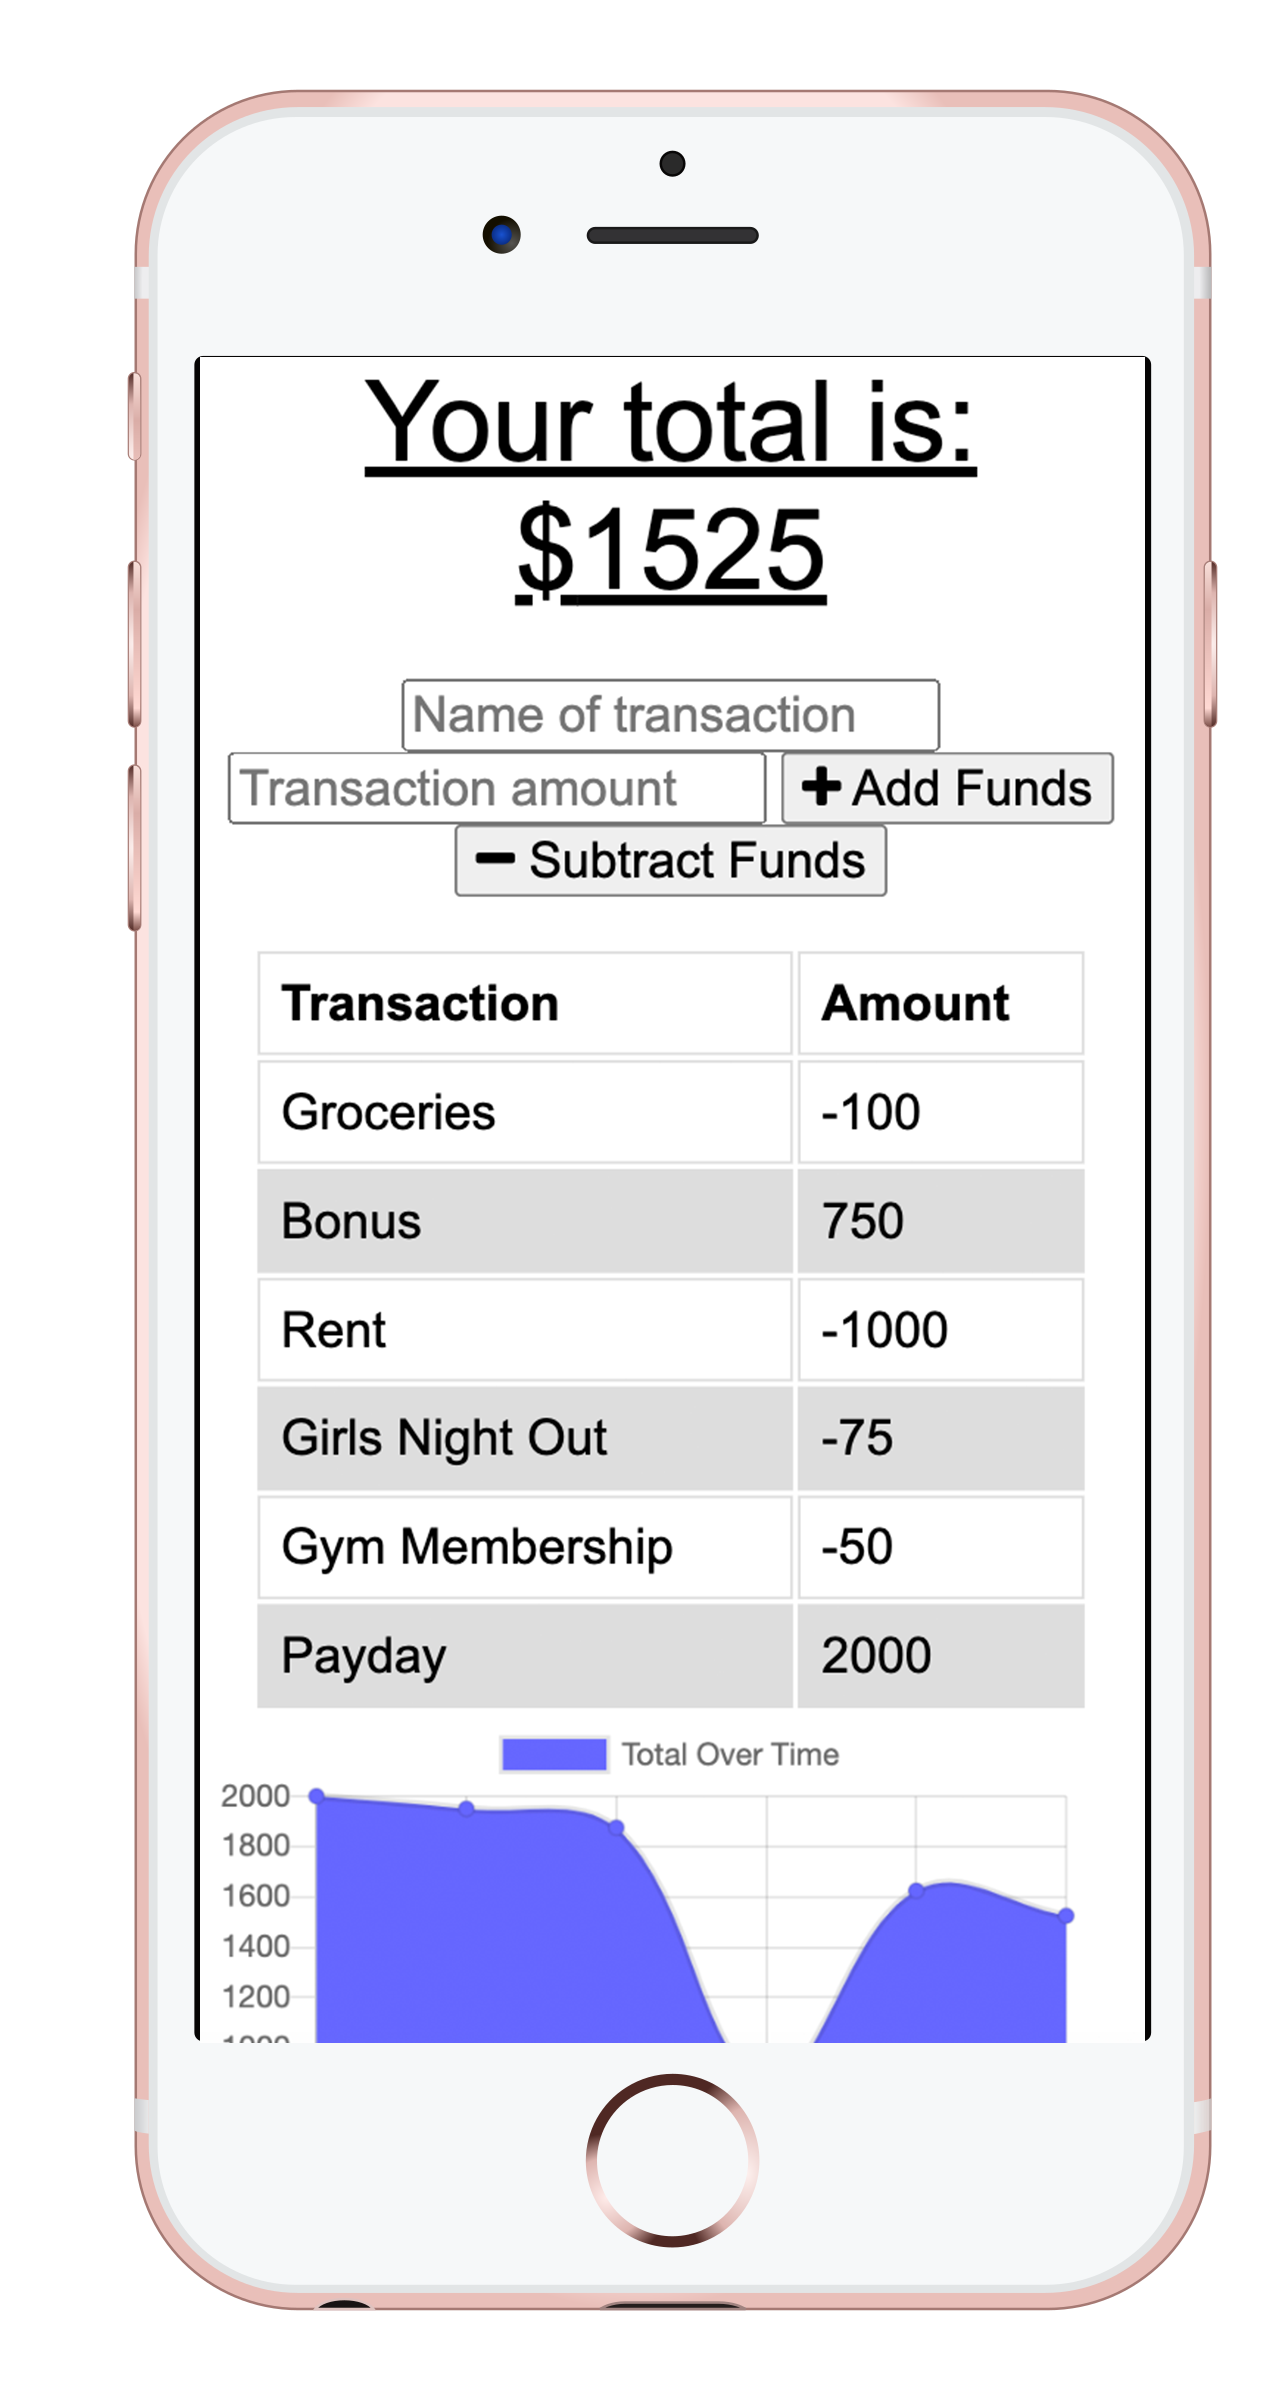 Your total is:
$1525
Name of transaction
Transaction amount Add Funds
Subtract Funds
Transaction Amount
Groceries -100
Bonus 750
Rent -1000
Girls Night Out -75
Gym Membership -50
Payday 2000
Total Over Time
2000
1800
1600
1400
1200